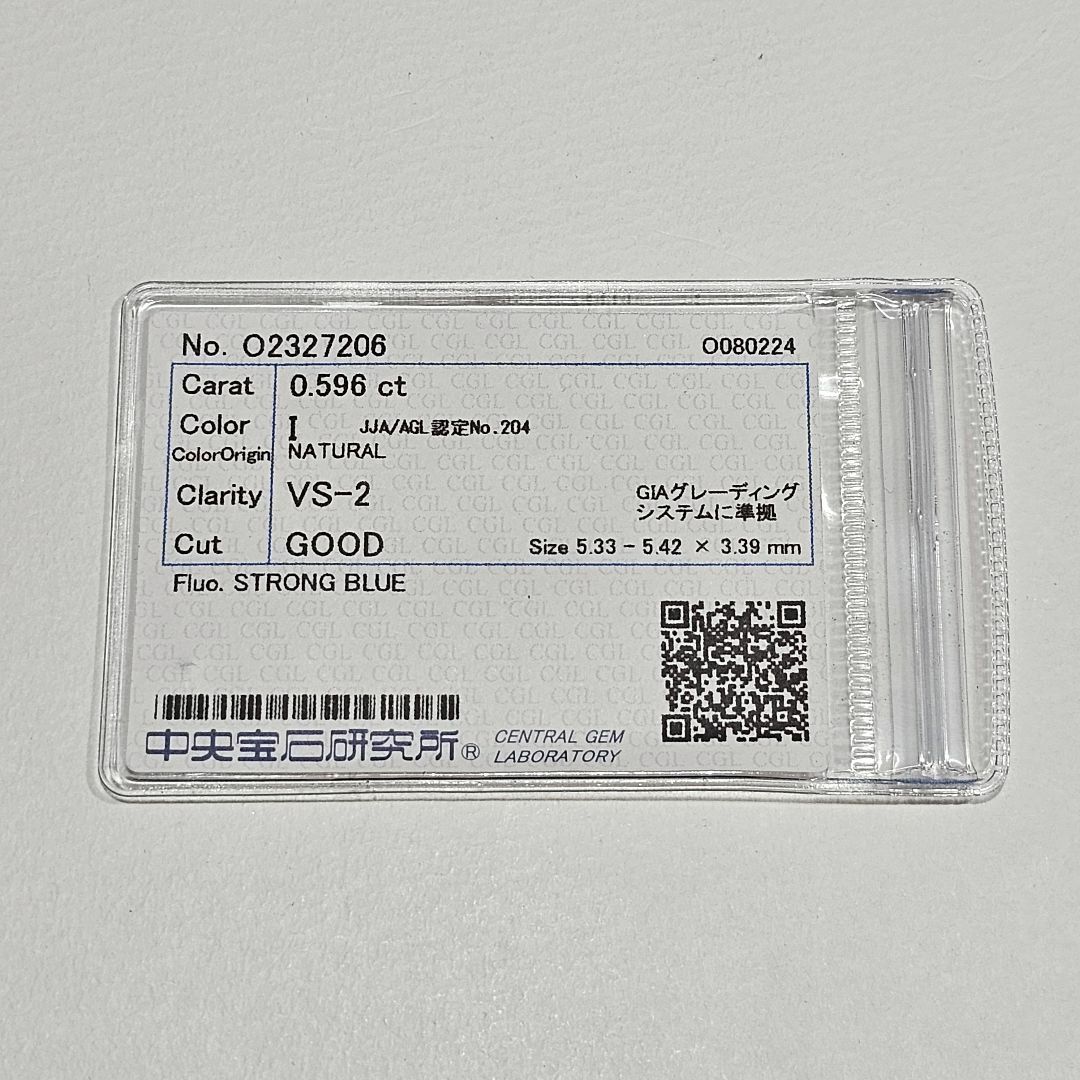 No. O2327206 O080224
Carat 0.596 ct
Color I JJA/AGL認定No.204
ColorOrigin NATURAL
Clarity VS-2 GIAグレーディング
システムに準拠
Cut GOOD Size 5.33 - 5.42 × 3.39 mm
Fluo. STRONG BLUE
中央宝石研究所® CENTRAL GEM
LABORATORY